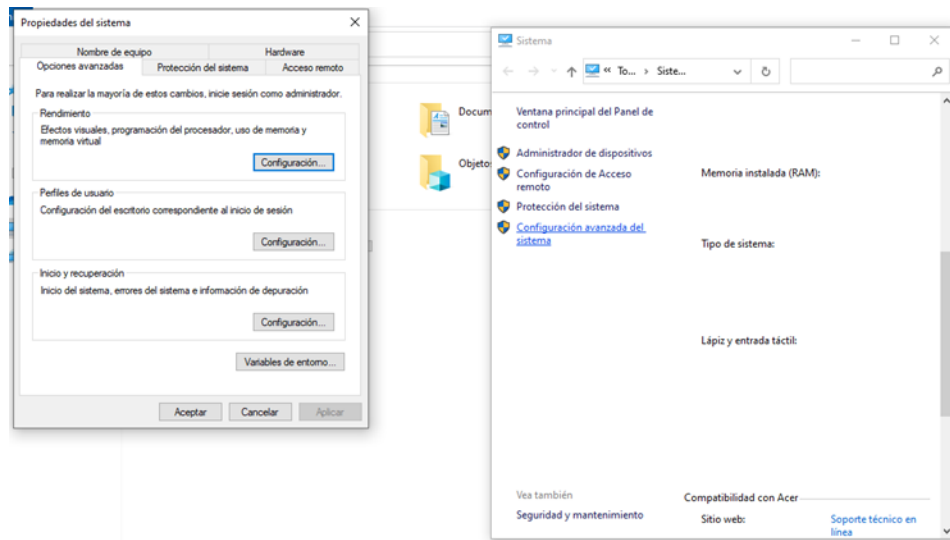 Propiedades del sistema
Nombre de equipo
Hardware
Opciones avanzadas
Protección del sistema
Acceso remoto
Para realizar la mayoría de estos cambios, inicie sesión como administrador.
Rendimiento
Efectos visuales, programación del procesador, uso de memoria y
memoria virtual
Configuración...
Perfiles de usuario
Configuración del escritorio correspondiente al inicio de sesión
Configuración...
Inicio y recuperación
Inicio del sistema, errores del sistema e información de depuración
Configuración...
Variables de entorno...
Aceptar
Cancelar
Aplicar
Docum
Objeto
Sistema
« To... › Siste...
Ventana principal del Panel de
control
Administrador de dispositivos
Configuración de Acceso
remoto
Protección del sistema
Configuración avanzada del
sistema
Memoria instalada (RAM):
Tipo de sistema:
Lápiz y entrada táctil:
Vea también
Seguridad y mantenimiento
Compatibilidad con Acer
Sitio web:
Soporte técnico en
línea